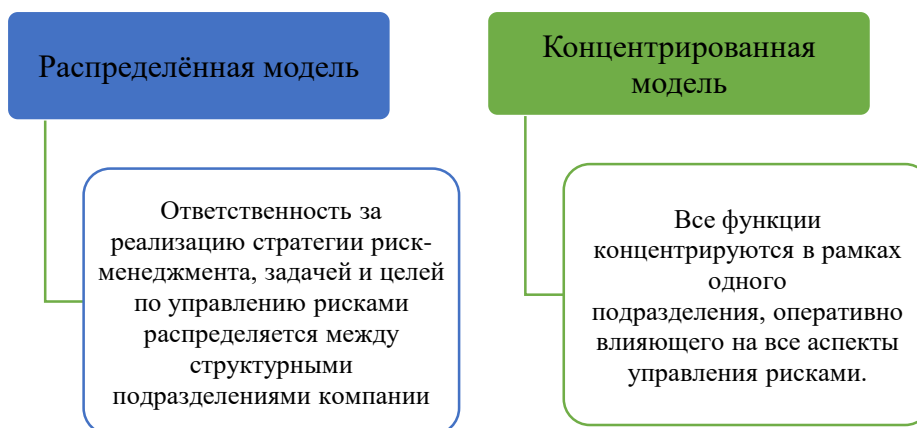 Распределённая модель
Ответственность за
реализацию стратегии риск-
менеджмента, задачей и целей
по управлению рисками
распределяется между
структурными
подразделениями компании
Концентрированная
модель
Все функции
концентрируются в рамках
одного
подразделения, оперативно
влияющего на все аспекты
управления рисками.